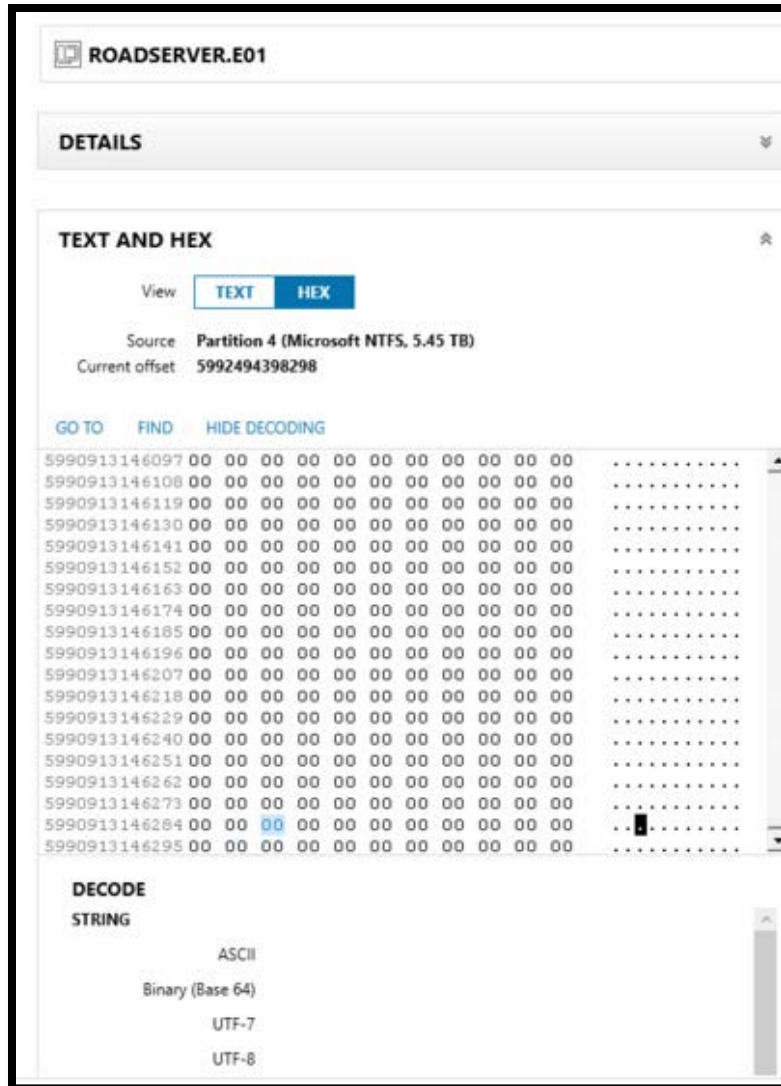 ROADSERVER.E01
DETAILS
TEXT AND HEX
View TEXT HEX
Source Partition 4 (Microsoft NTFS, 5.45 TB)
Current offset 5992494398298
GO TO FIND HIDE DECODING
5990913146097 00 00 00 00 00 00 00 00 00 00 00 ...........
5990913146108 00 00 00 00 00 00 00 00 00 00 00 ...........
5990913146119 00 00 00 00 00 00 00 00 00 00 00 ...........
5990913146130 00 00 00 00 00 00 00 00 00 00 00 ...........
5990913146141 00 00 00 00 00 00 00 00 00 00 00 ...........
5990913146152 00 00 00 00 00 00 00 00 00 00 00 ...........
5990913146163 00 00 00 00 00 00 00 00 00 00 00 ...........
5990913146174 00 00 00 00 00 00 00 00 00 00 00 ...........
5990913146185 00 00 00 00 00 00 00 00 00 00 00 ...........
5990913146196 00 00 00 00 00 00 00 00 00 00 00 ...........
5990913146207 00 00 00 00 00 00 00 00 00 00 00 ...........
5990913146218 00 00 00 00 00 00 00 00 00 00 00 ...........
5990913146229 00 00 00 00 00 00 00 00 00 00 00 ...........
5990913146240 00 00 00 00 00 00 00 00 00 00 00 ...........
5990913146251 00 00 00 00 00 00 00 00 00 00 00 ...........
5990913146262 00 00 00 00 00 00 00 00 00 00 00 ...........
5990913146273 00 00 00 00 00 00 00 00 00 00 00 ...........
5990913146284 00 00 00 00 00 00 00 00 00 00 00 ...........
5990913146295 00 00 00 00 00 00 00 00 00 00 00 ...........
DECODE
STRING
ASCII
Binary (Base 64)
UTF-7
UTF-8